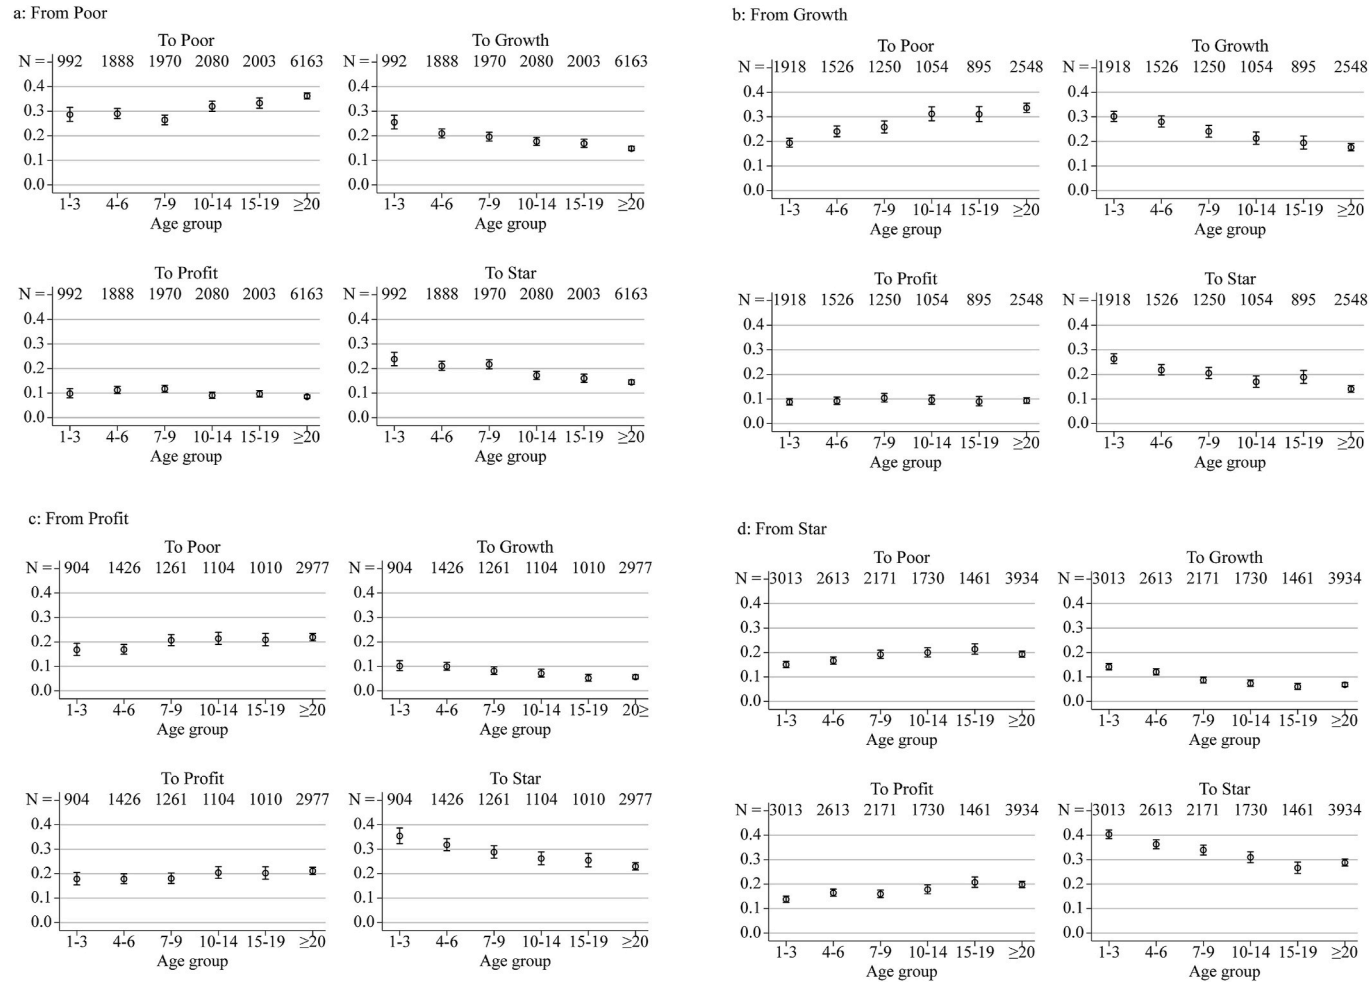 a: From Poor
To Poor
N = 992 1888 1970 2080 2003 6163
0.4
0.3
0.2
0.1
0.0
1-3 4-6 7-9 10-14 15-19 ≥20
Age group
To Growth
N = 992 1888 1970 2080 2003 6163
0.4
0.3
0.2
0.1
0.0
1-3 4-6 7-9 10-14 15-19 ≥20
Age group
To Profit
N = 992 1888 1970 2080 2003 6163
0.4
0.3
0.2
0.1
0.0
1-3 4-6 7-9 10-14 15-19 ≥20
Age group
To Star
N = 992 1888 1970 2080 2003 6163
0.4
0.3
0.2
0.1
0.0
1-3 4-6 7-9 10-14 15-19 ≥20
Age group
b: From Growth
To Poor
N = 1918 1526 1250 1054 895 2548
0.4
0.3
0.2
0.1
0.0
1-3 4-6 7-9 10-14 15-19 ≥20
Age group
To Growth
N = 1918 1526 1250 1054 895 2548
0.4
0.3
0.2
0.1
0.0
1-3 4-6 7-9 10-14 15-19 ≥20
Age group
To Profit
N = 1918 1526 1250 1054 895 2548
0.4
0.3
0.2
0.1
0.0
1-3 4-6 7-9 10-14 15-19 ≥20
Age group
To Star
N = 1918 1526 1250 1054 895 2548
0.4
0.3
0.2
0.1
0.0
1-3 4-6 7-9 10-14 15-19 ≥20
Age group
c: From Profit
To Poor
N = 904 1426 1261 1104 1010 2977
0.4
0.3
0.2
0.1
0.0
1-3 4-6 7-9 10-14 15-19 ≥20
Age group
To Growth
N = 904 1426 1261 1104 1010 2977
0.4
0.3
0.2
0.1
0.0
1-3 4-6 7-9 10-14 15-19 20≥
Age group
To Profit
N = 904 1426 1261 1104 1010 2977
0.4
0.3
0.2
0.1
0.0
1-3 4-6 7-9 10-14 15-19 ≥20
Age group
To Star
N = 904 1426 1261 1104 1010 2977
0.4
0.3
0.2
0.1
0.0
1-3 4-6 7-9 10-14 15-19 ≥20
Age group
d: From Star
To Poor
N = 3013 2613 2171 1730 1461 3934
0.4
0.3
0.2
0.1
0.0
1-3 4-6 7-9 10-14 15-19 ≥20
Age group
To Growth
N = 3013 2613 2171 1730 1461 3934
0.4
0.3
0.2
0.1
0.0
1-3 4-6 7-9 10-14 15-19 ≥20
Age group
To Profit
N = 3013 2613 2171 1730 1461 3934
0.4
0.3
0.2
0.1
0.0
1-3 4-6 7-9 10-14 15-19 ≥20
Age group
To Star
N = 3013 2613 2171 1730 1461 3934
0.4
0.3
0.2
0.1
0.0
1-3 4-6 7-9 10-14 15-19 ≥20
Age group